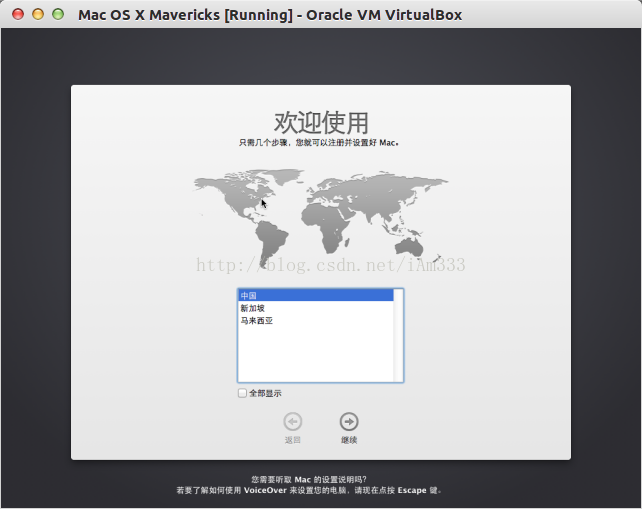 Mac OS X Mavericks [Running] - Oracle VM VirtualBox
欢迎使用
只需几个步骤，您就可以注册并设置好 Mac。
http://blog.csdn.net/iAm333
中国
新加坡
马来西亚
全部显示
返回 继续
您需要听取 Mac 的设置说明吗？
若要了解如何使用 VoiceOver 来设置您的电脑，请现在点按 Escape 键。